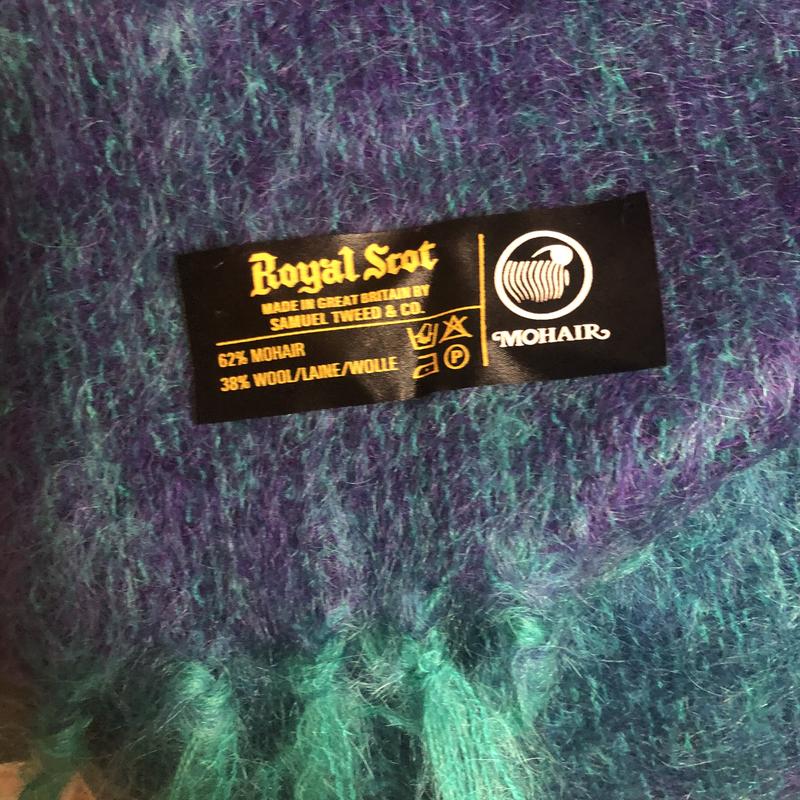 Royal Scot
MADE IN GREAT BRITAIN BY
SAMUEL TWEED & CO.
62% MOHAIR
38% WOOL/LAINE/WOLLE
P
MOHAIR